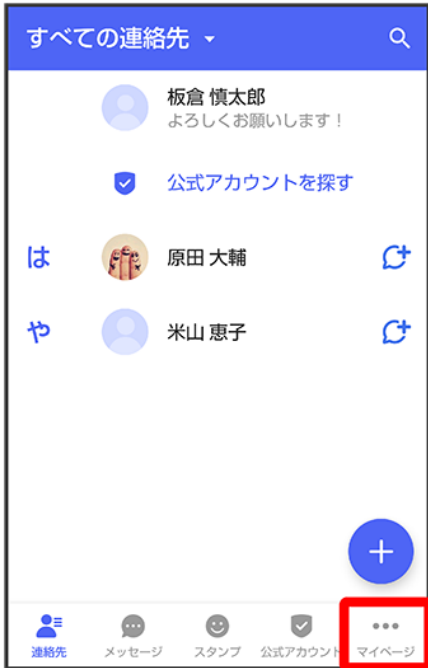 すべての連絡先
板倉 慎太郎
よろしくお願いします！
公式アカウントを探す
は
原田 大輔
や
米山 恵子
連絡先
メッセージ
スタンプ
公式アカウント
マイページ